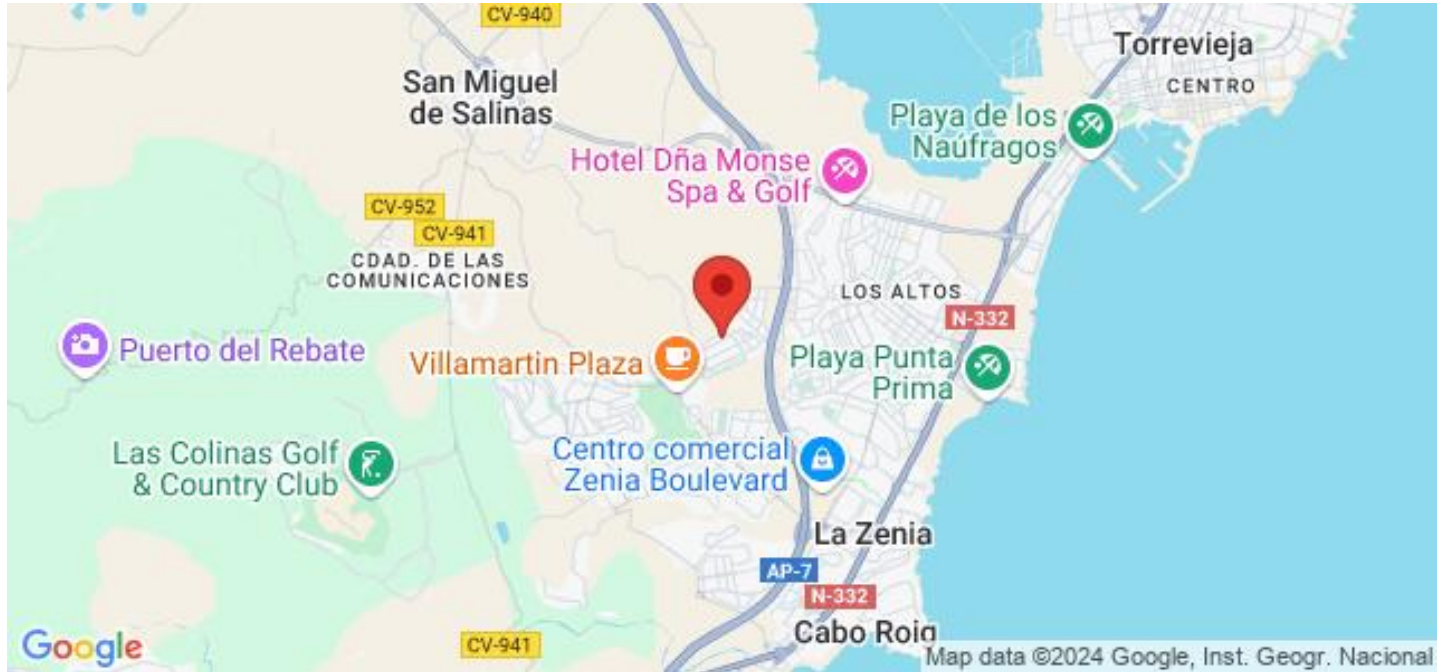 CV-940
Torrevieja
CENTRO
San Miguel
de Salinas
Playa de los
Naúfragos
Hotel Dña Monse
Spa & Golf
CV-952
CV-941
CDAD. DE LAS
COMUNICACIONES
LOS ALTOS
N-332
Puerto del Rebate
Villamartin Plaza
Playa Punta
Prima
Las Colinas Golf
& Country Club
Centro comercial
Zenia Boulevard
La Zenia
AP-7
N-332
Cabo Roig
CV-941
Google
Map data ©2024 Google, Inst. Geogr. Nacional